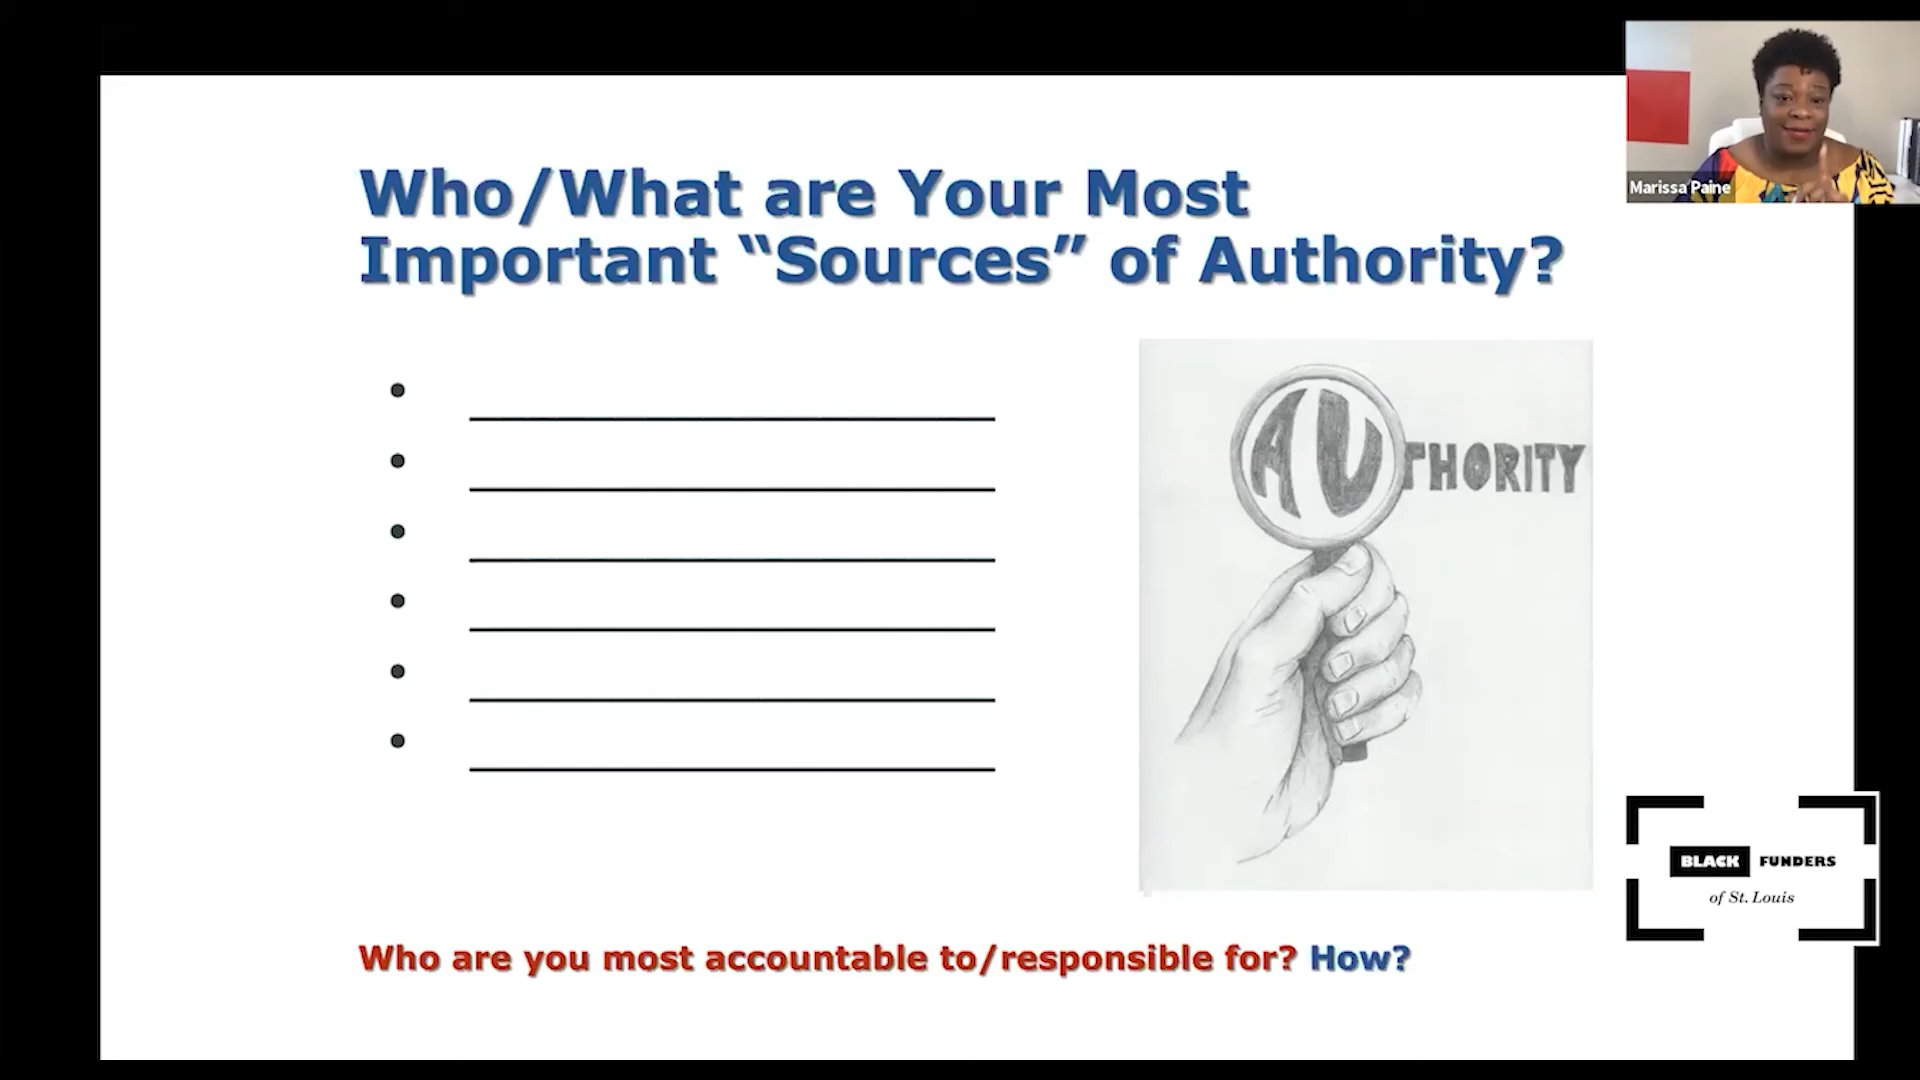 Who/What are Your Most
Important “Sources” of Authority?
AUTHORITY
Who are you most accountable to/responsible for? How?
Marissa Paine
BLACK FUNDERS
of St. Louis